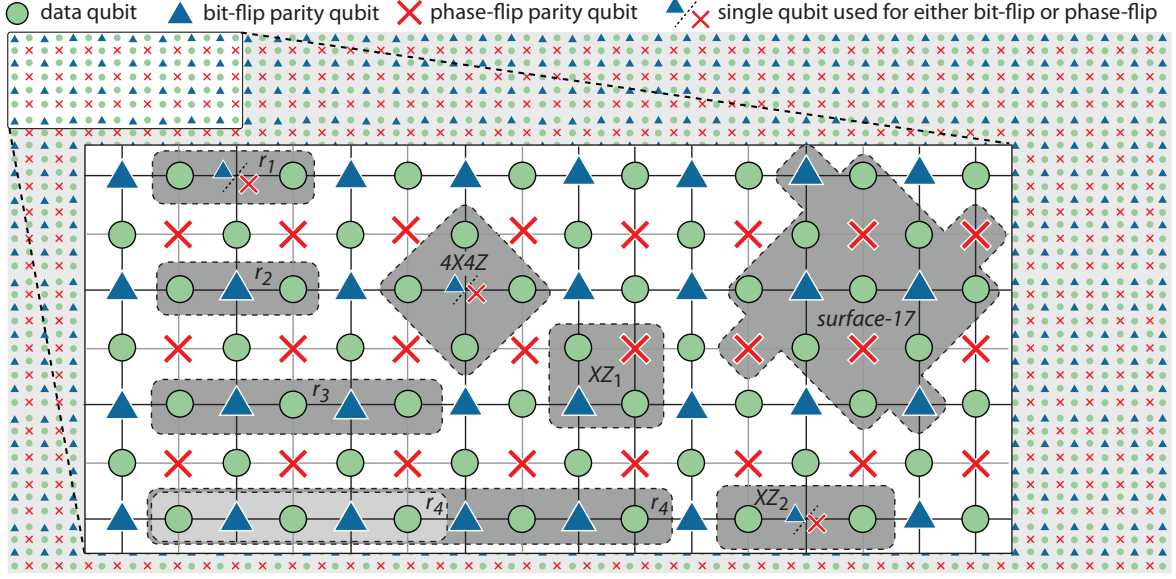 data qubit bit-flip parity qubit phase-flip parity qubit single qubit used for either bit-flip or phase-flip
r1
4X4Z
r2
surface-17
XZ1
r3
r4 r4 XZ2